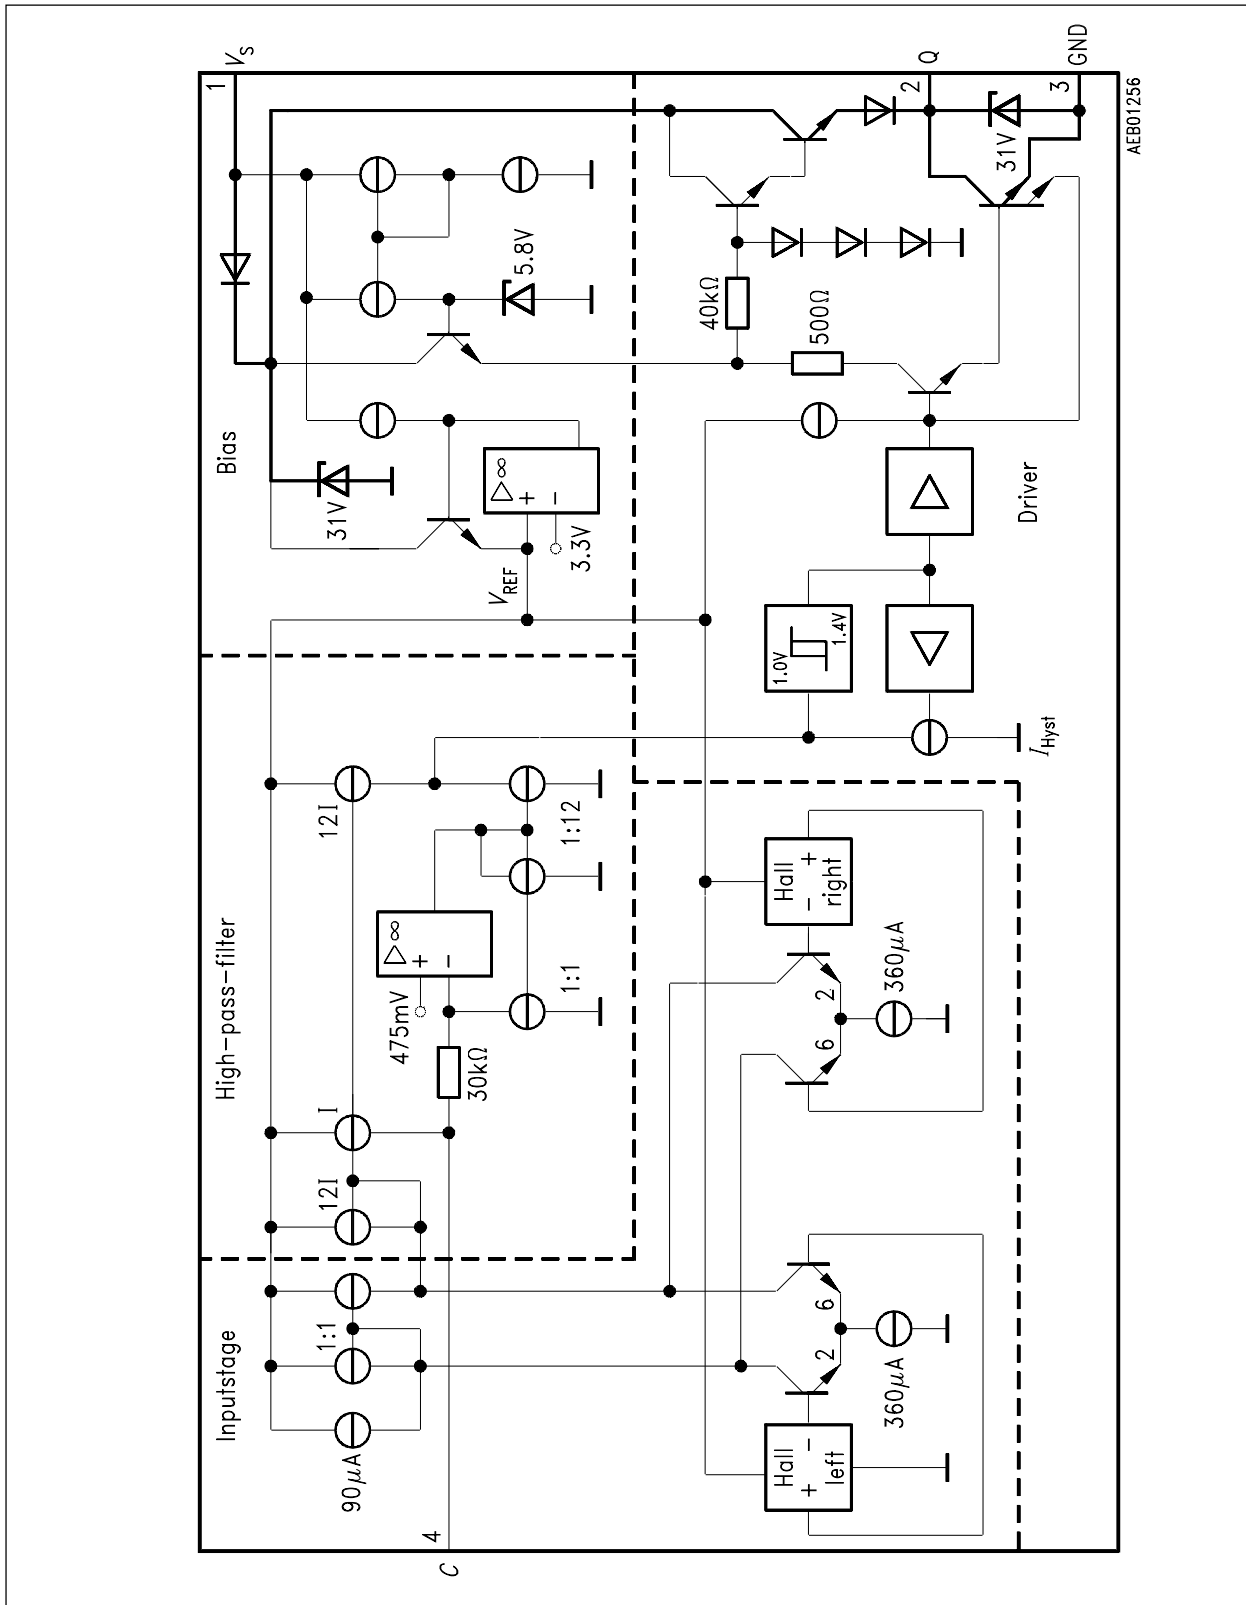 1
V_S
Bias
5.8V
31V
V_REF
3.3V
+
−
▷∞
2
Q
3
GND
31V
AEB01256
40kΩ
500Ω
Driver
1.0V
1.4V
I_Hyst
High-pass-filter
12I
1:12
475mV
▷∞
+
−
1:1
30kΩ
I
12I
Inputstage
1:1
90µA
4
C
Hall
− +
right
2
6
360µA
6
2
360µA
Hall
+ −
left